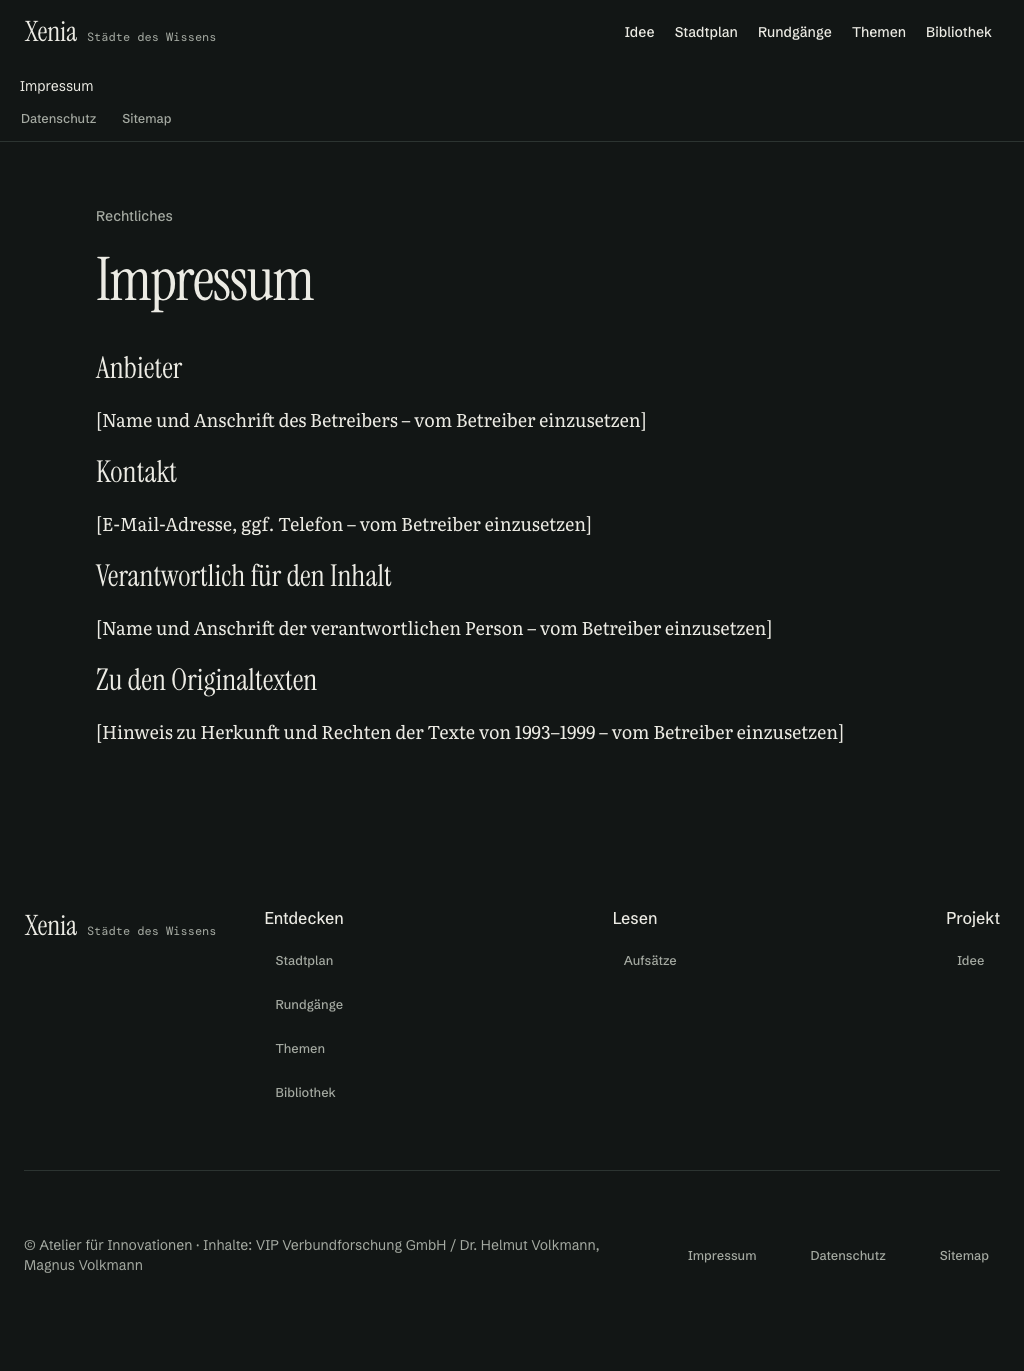 Xenia Städte des Wissens
Idee Stadtplan Rundgänge Themen Bibliothek
Impressum
Datenschutz Sitemap
Rechtliches
Impressum
Anbieter
[Name und Anschrift des Betreibers – vom Betreiber einzusetzen]
Kontakt
[E-Mail-Adresse, ggf. Telefon – vom Betreiber einzusetzen]
Verantwortlich für den Inhalt
[Name und Anschrift der verantwortlichen Person – vom Betreiber einzusetzen]
Zu den Originaltexten
[Hinweis zu Herkunft und Rechten der Texte von 1993–1999 – vom Betreiber einzusetzen]
Xenia Städte des Wissens
Entdecken
Stadtplan
Rundgänge
Themen
Bibliothek
Lesen
Aufsätze
Projekt
Idee
© Atelier für Innovationen · Inhalte: VIP Verbundforschung GmbH / Dr. Helmut Volkmann,
Magnus Volkmann
Impressum Datenschutz Sitemap